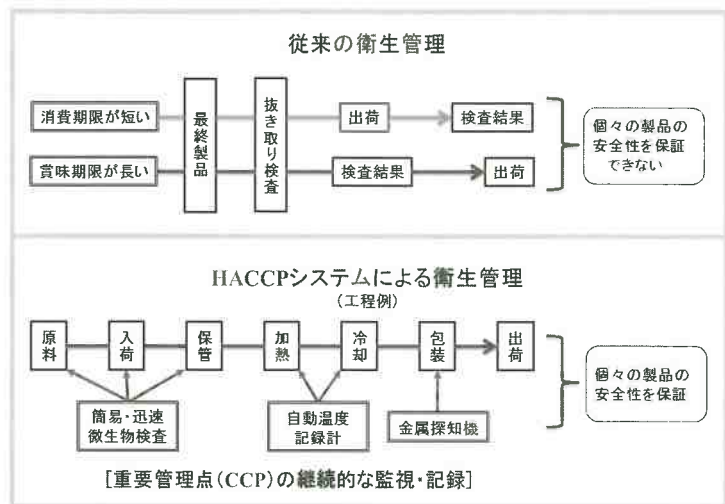 従来の衛生管理
消費期限が短い
賞味期限が長い
最終製品
抜き取り検査
出荷
検査結果
検査結果
出荷
個々の製品の
安全性を保証
できない
HACCPシステムによる衛生管理
(工程例)
原料
入荷
保管
加熱
冷却
包装
出荷
簡易・迅速
微生物検査
自動温度
記録計
金属探知機
個々の製品の
安全性を保証
[重要管理点(CCP)の継続的な監視・記録]